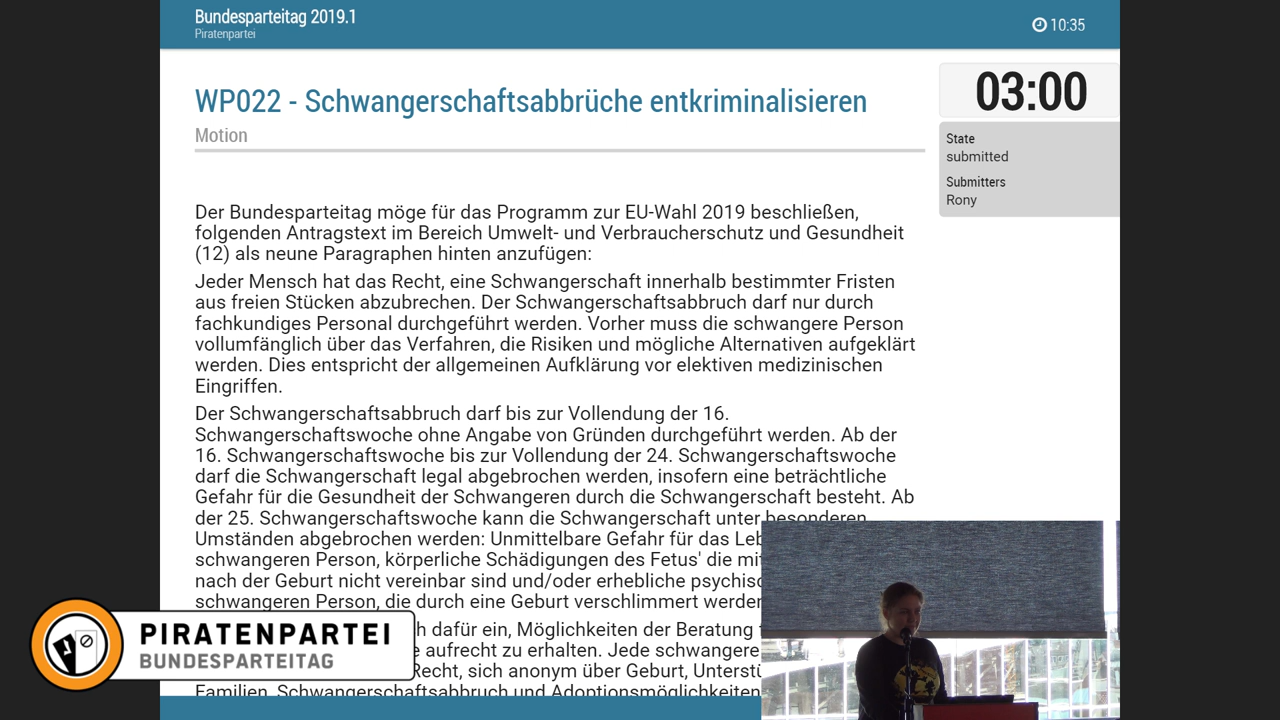 Bundesparteitag 2019.1
Piratenpartei
10:35
WP022 - Schwangerschaftsabbrüche entkriminalisieren
Motion
03:00
State
submitted
Submitters
Rony
Der Bundesparteitag möge für das Programm zur EU-Wahl 2019 beschließen,
folgenden Antragstext im Bereich Umwelt- und Verbraucherschutz und Gesundheit
(12) als neune Paragraphen hinten anzufügen:
Jeder Mensch hat das Recht, eine Schwangerschaft innerhalb bestimmter Fristen
aus freien Stücken abzubrechen. Der Schwangerschaftsabbruch darf nur durch
fachkundiges Personal durchgeführt werden. Vorher muss die schwangere Person
vollumfänglich über das Verfahren, die Risiken und mögliche Alternativen aufgeklärt
werden. Dies entspricht der allgemeinen Aufklärung vor elektiven medizinischen
Eingriffen.
Der Schwangerschaftsabbruch darf bis zur Vollendung der 16.
Schwangerschaftswoche ohne Angabe von Gründen durchgeführt werden. Ab der
16. Schwangerschaftswoche bis zur Vollendung der 24. Schwangerschaftswoche
darf die Schwangerschaft legal abgebrochen werden, insofern eine beträchtliche
Gefahr für die Gesundheit der Schwangeren durch die Schwangerschaft besteht. Ab
der 25. Schwangerschaftswoche kann die Schwangerschaft unter besonderen
Umständen abgebrochen werden: Unmittelbare Gefahr für das
schwangeren Person, körperliche Schädigungen des Fetus' die
nach der Geburt nicht vereinbar sind und/oder erhebliche
schwangeren Person, die durch eine Geburt verschlimmert
dafür ein, Möglichkeiten der Beratung
aufrecht zu erhalten. Jede schwangere
Recht, sich anonym über Geburt,
Familien, Schwangerschaftsabbruch und Adoptionsmöglichkeiten
PIRATENPARTEI
BUNDESPARTEITAG